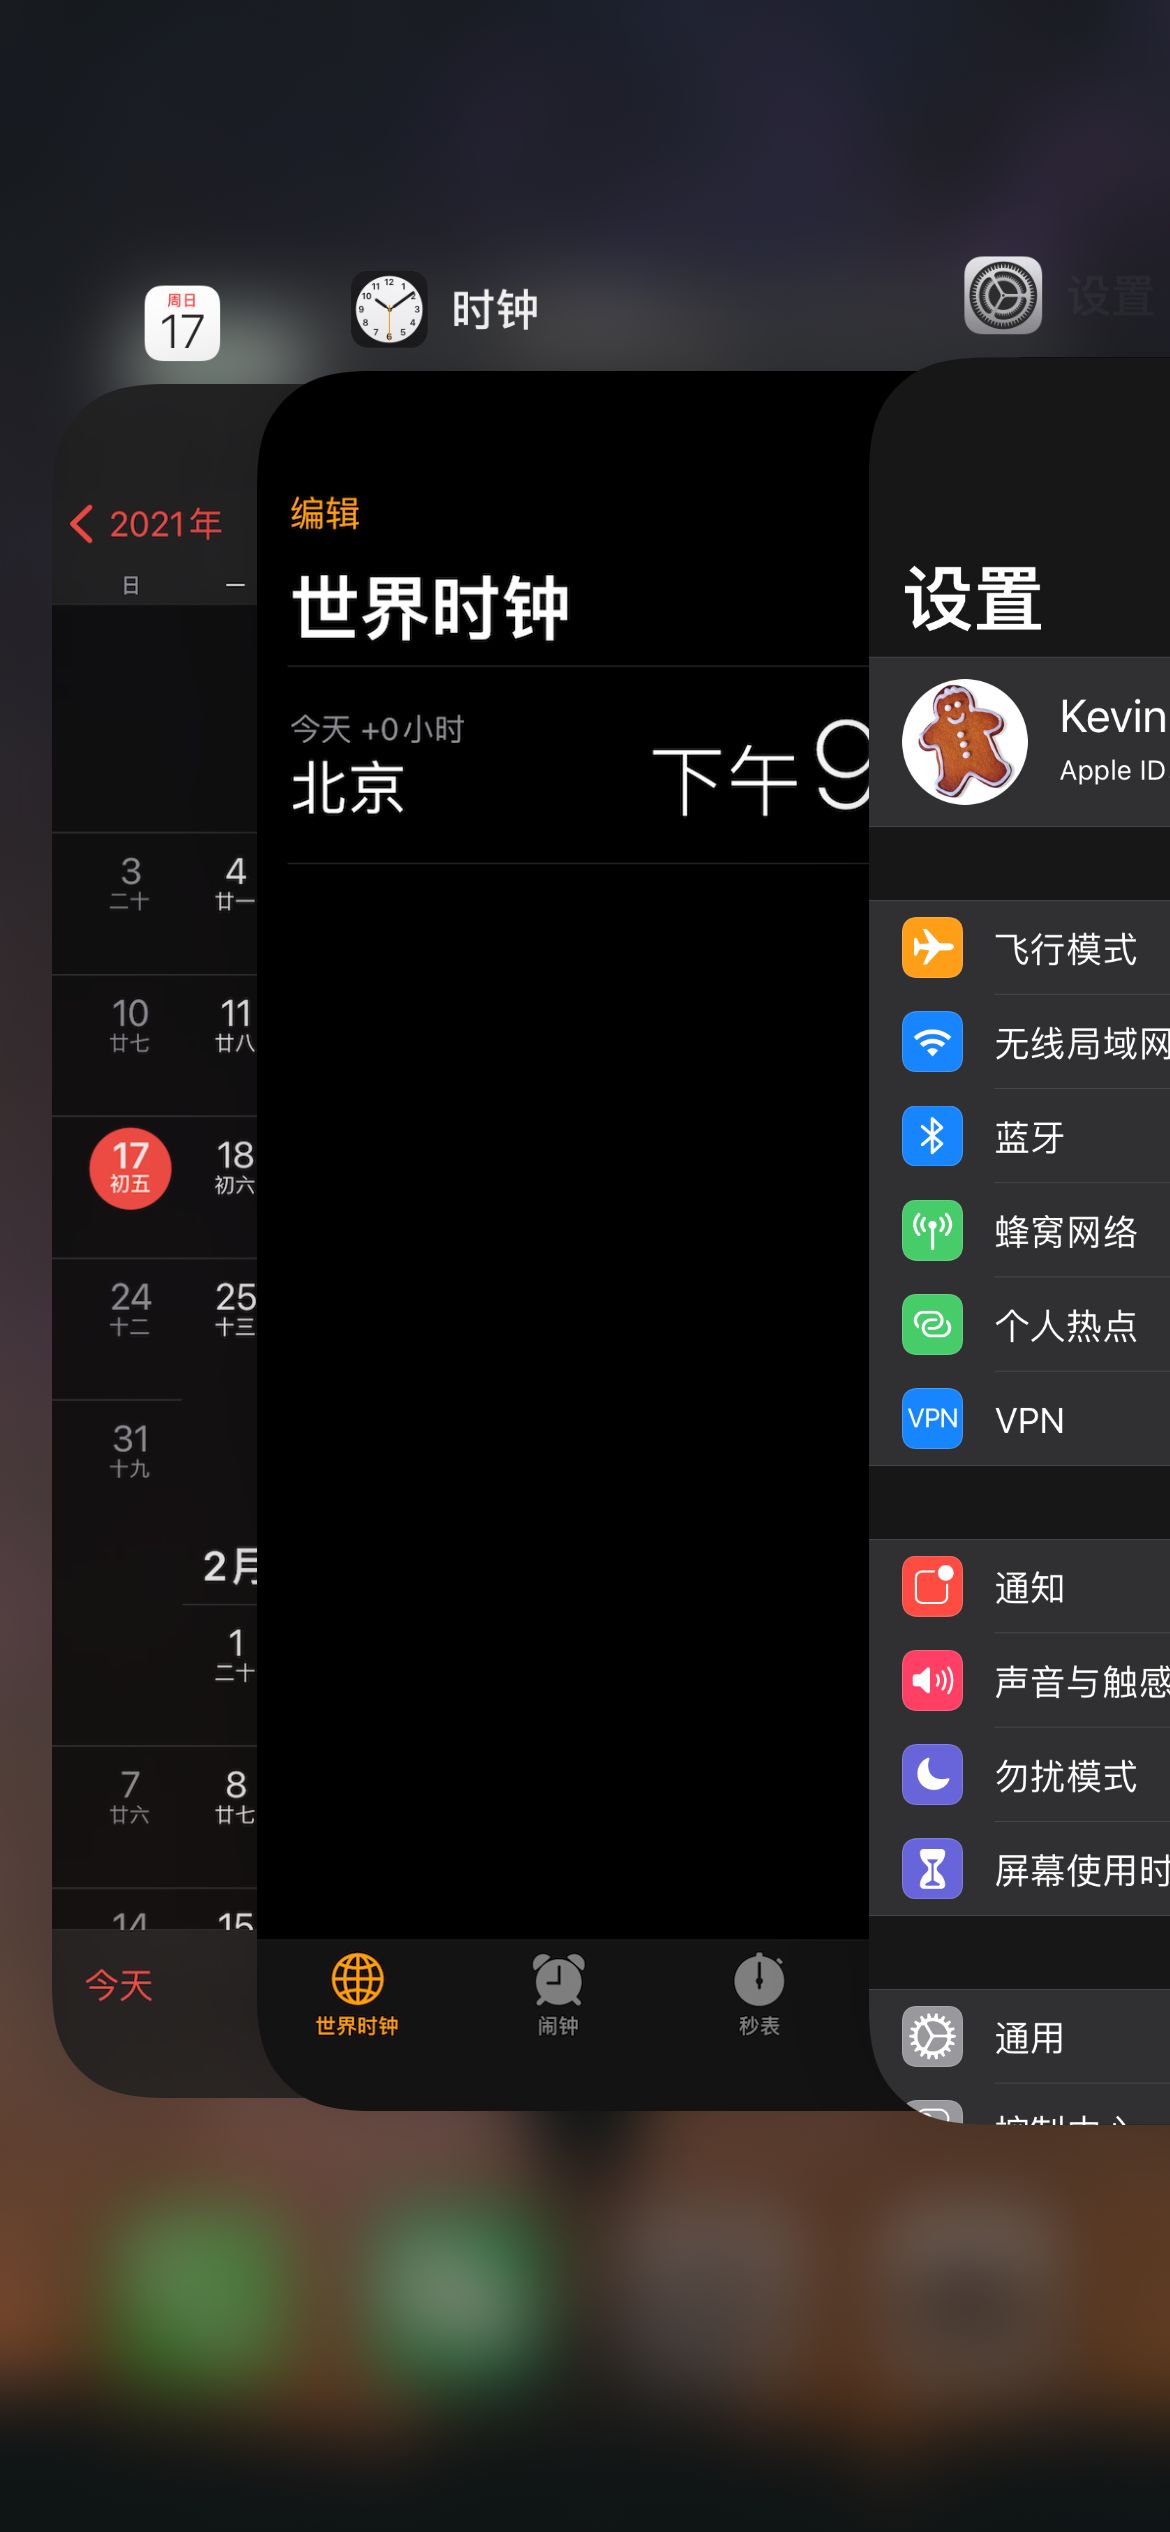 周日
17
时钟
设置
2021年
日 一
3 4
二十 廿一
10 11
廿七 廿八
17 18
初五 初六
24 25
十二 十三
31
十九
2月
1
二十
7 8
廿六 廿七
14 15
今天
编辑
世界时钟
今天 +0小时
北京
下午9
世界时钟
闹钟
秒表
设置
Kevin
Apple ID
飞行模式
无线局域网
蓝牙
蜂窝网络
个人热点
VPN VPN
通知
声音与触感
勿扰模式
屏幕使用时
通用
控制中心